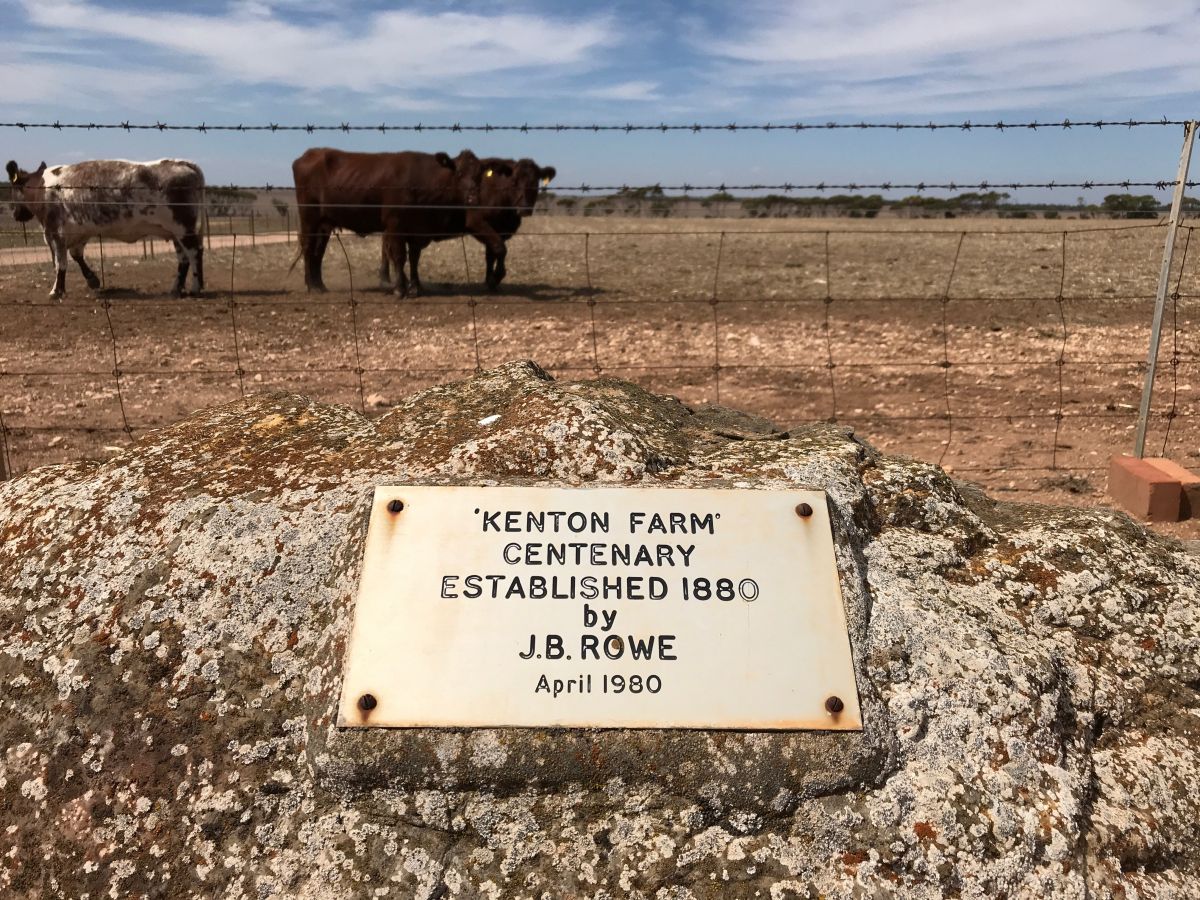 'KENTON FARM'
CENTENARY
ESTABLISHED 1880
by
J.B. ROWE
April 1980